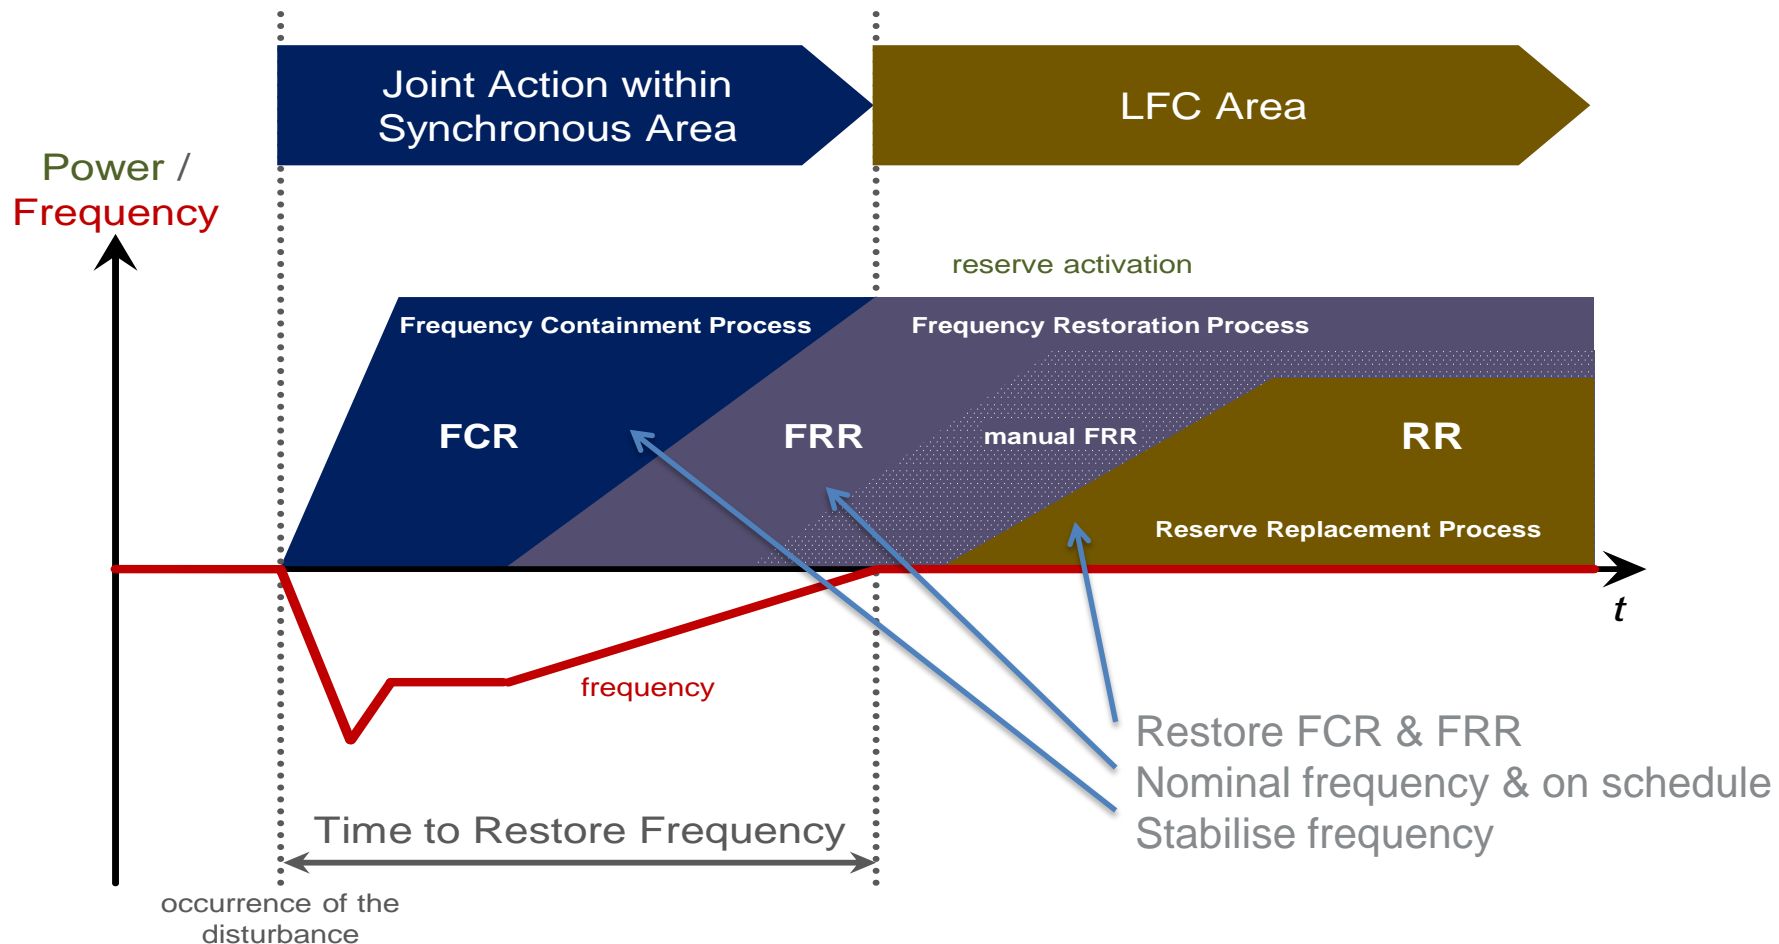 Joint Action within
Synchronous Area
LFC Area
Power /
Frequency
reserve activation
Frequency Containment Process
Frequency Restoration Process
FCR
FRR
manual FRR
RR
Reserve Replacement Process
t
frequency
Restore FCR & FRR
Nominal frequency & on schedule
Stabilise frequency
Time to Restore Frequency
occurrence of the
disturbance